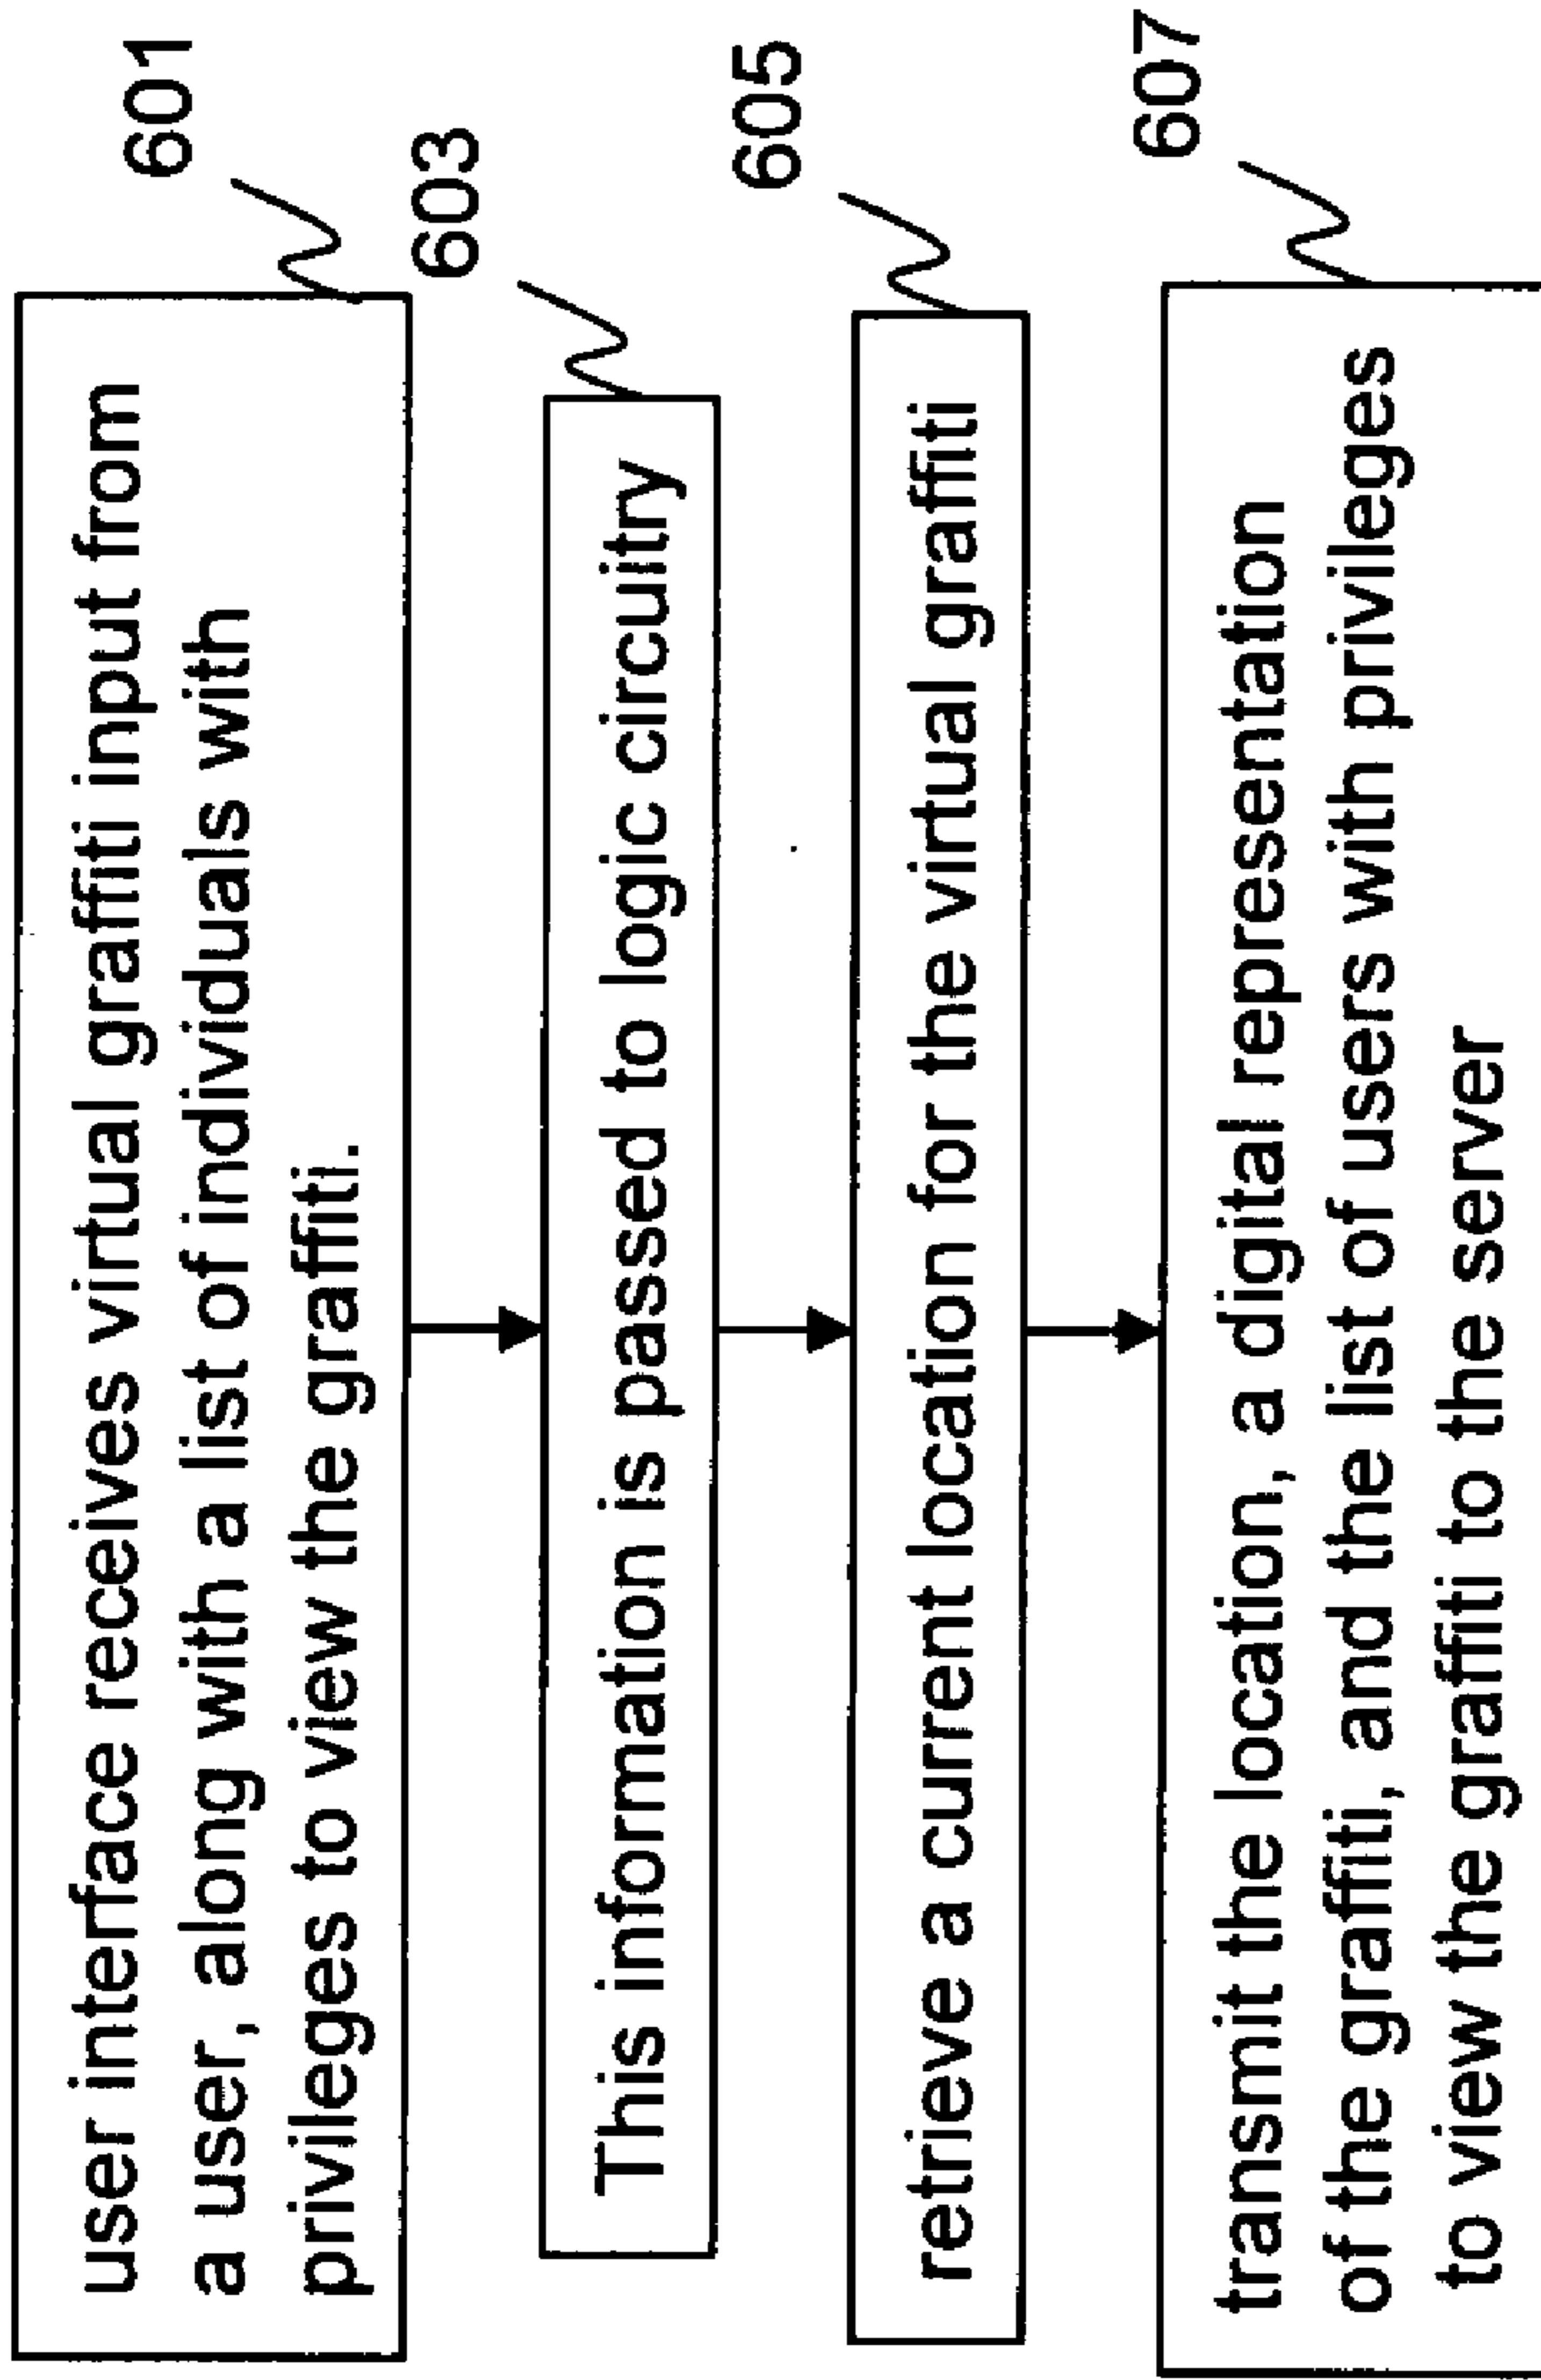 601
user interface receives virtual graffiti input from
a user, along with a list of individuals with
privileges to view the graffiti.
603
This information is passed to logic circuitry
605
retrieve a current location for the virtual graffiti
607
transmit the location, a digital representation
of the graffiti, and the list of users with privileges
to view the graffiti to the server